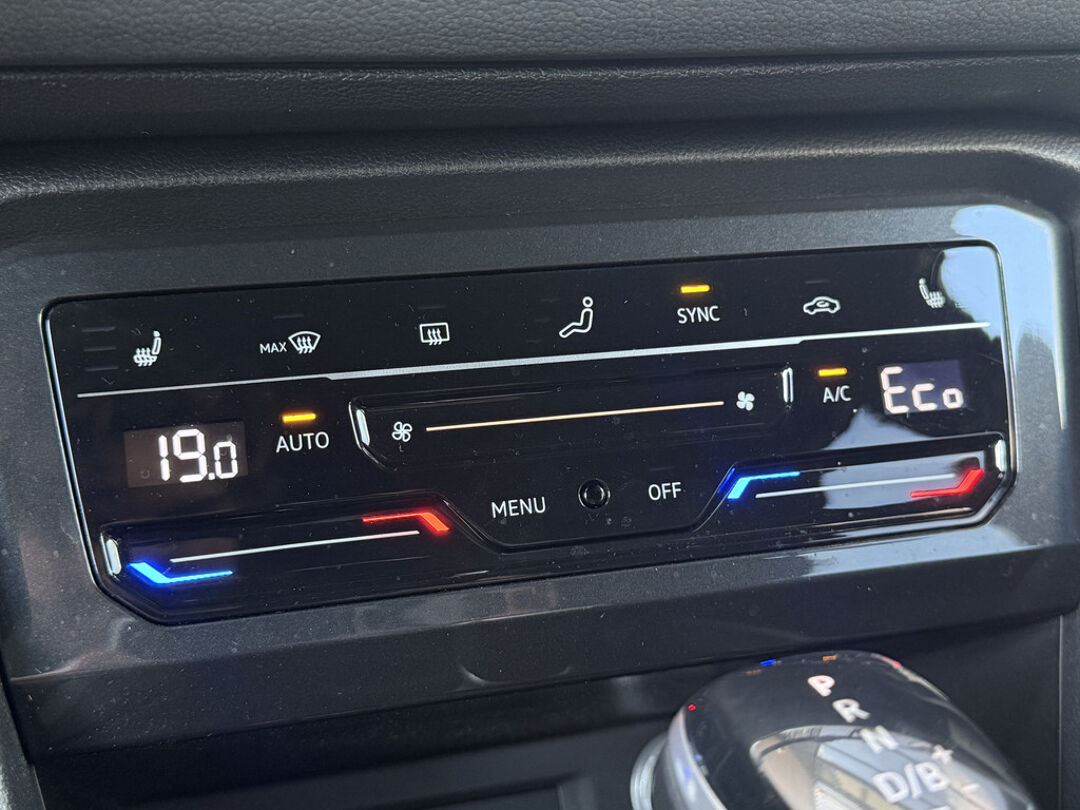 MAX
SYNC
19.0
AUTO
A/C
Eco
MENU
OFF
P
R
N
D/B
+
-